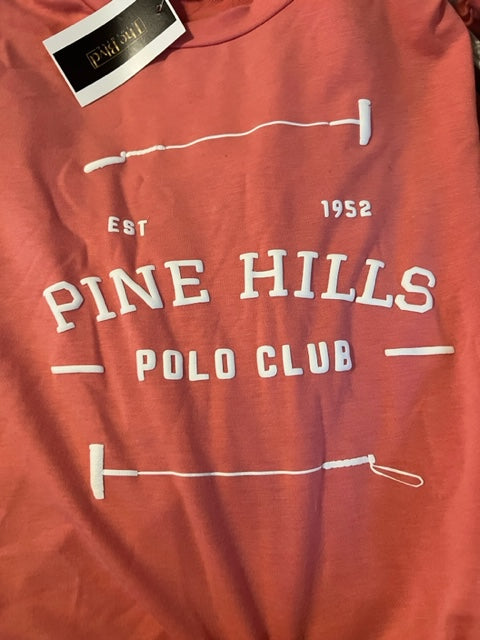 EST 1952
PINE HILLS
POLO CLUB